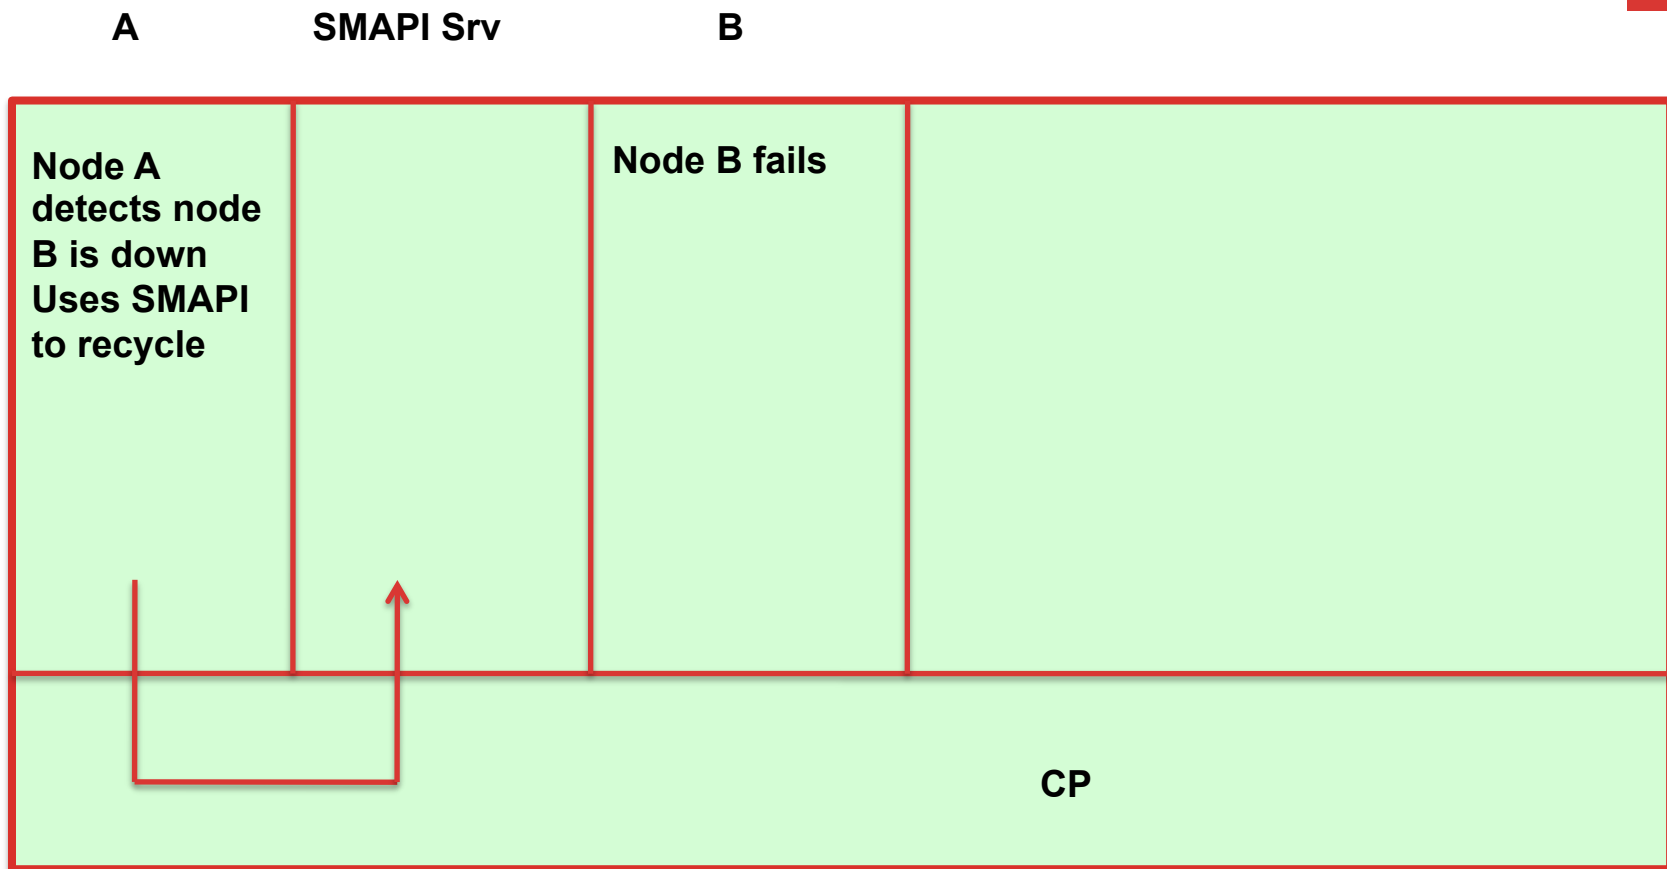 A SMAPI Srv B
Node A
detects node
B is down
Uses SMAPI
to recycle
Node B fails
CP